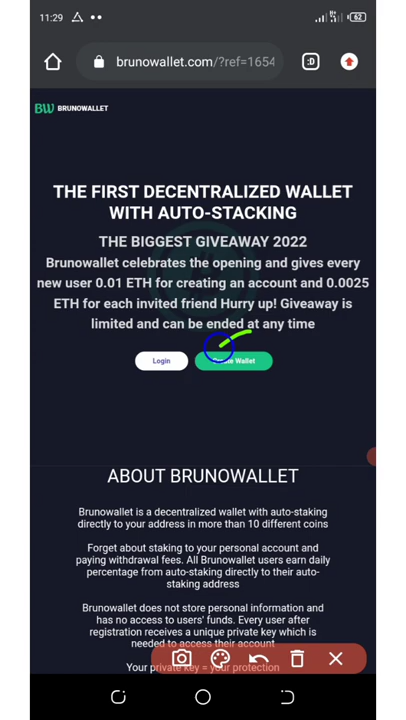 11:29
62
brunowallet.com/?ref=1654
:D
BW BRUNOWALLET
THE FIRST DECENTRALIZED WALLET
WITH AUTO-STACKING
THE BIGGEST GIVEAWAY 2022
Brunowallet celebrates the opening and gives every
new user 0.01 ETH for creating an account and 0.0025
ETH for each invited friend Hurry up! Giveaway is
limited and can be ended at any time
Login
Create Wallet
ABOUT BRUNOWALLET
Brunowallet is a decentralized wallet with auto-staking
directly to your address in more than 10 different coins
Forget about staking to your personal account and
paying withdrawal fees. All Brunowallet users earn daily
percentage from auto-staking directly to their auto-
staking address
Brunowallet does not store personal information and
has no access to users' funds. Every user after
registration receives a unique private key which is
needed to access their account
Your private key = your protection